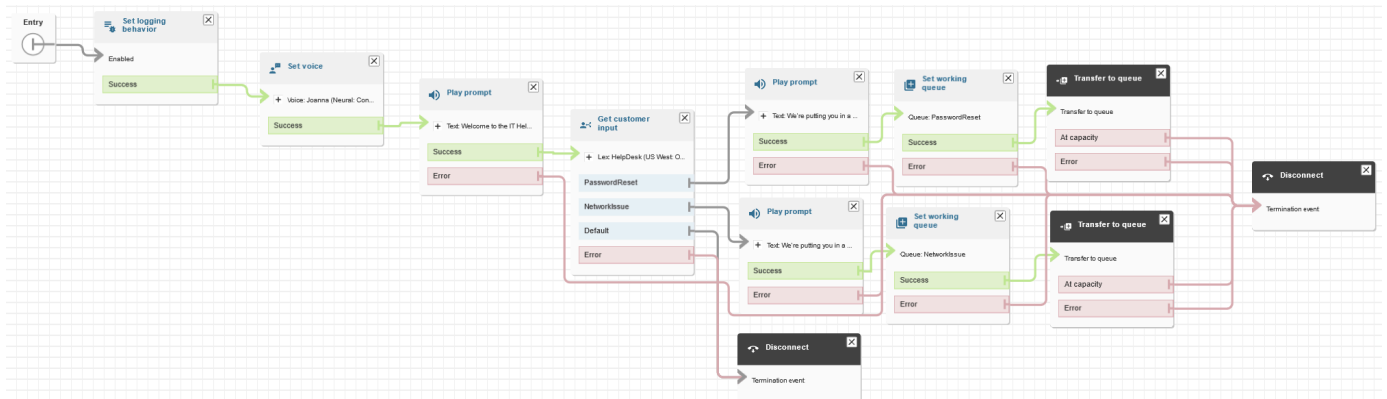 Entry
Set logging
behavior
Enabled
Success
Set voice
+ Voice: Joanna (Neural: Con...
Success
Play prompt
+ Text: Welcome to the IT Hel...
Success
Error
Get customer
input
+ Lex: HelpDesk (US West: O...
PasswordReset
NetworkIssue
Default
Error
Play prompt
+ Text: We're putting you in a ...
Success
Error
Set working
queue
Queue: PasswordReset
Success
Error
Transfer to queue
Transfer to queue
At capacity
Error
Play prompt
+ Text: We're putting you in a ...
Success
Error
Set working
queue
Queue: NetworkIssue
Success
Error
Transfer to queue
Transfer to queue
At capacity
Error
Disconnect
Termination event
Disconnect
Termination event